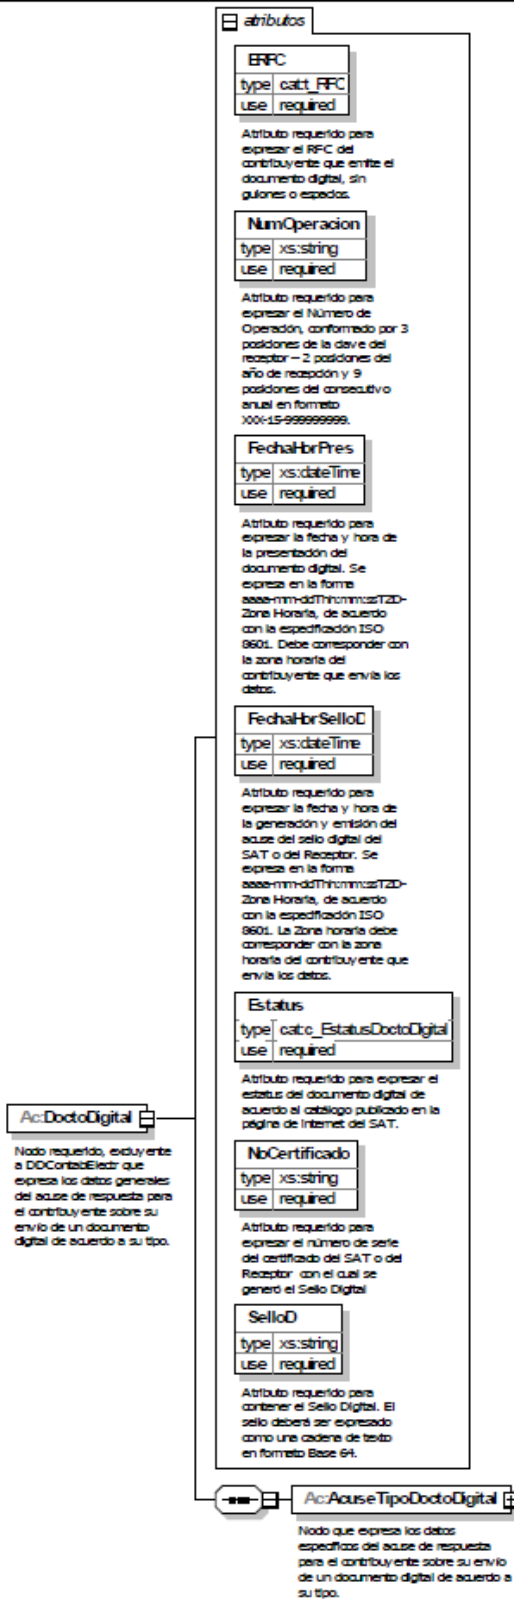 atributos
ERFC
type cat:t_RFC
use required
Atributo requerido para
expresar el RFC del
contribuyente que emite el
documento digital, sin
guiones o espacios.
NumOperacion
type xs:string
use required
Atributo requerido para
expresar el Número de
Operación, conformado por 3
posiciones de la clave del
receptor – 2 posiciones del
año de recepción y 9
posiciones del consecutivo
anual en formato
XXX-15-999999999.
FechaHorPres
type xs:dateTime
use required
Atributo requerido para
expresar la fecha y hora de
la presentación del
documento digital. Se
expresa en la forma
aaaa-mm-ddThh:mm:ssTZD-
Zona Horaria, de acuerdo
con la especificación ISO
8601. Debe corresponder con
la zona horaria del
contribuyente que envía los
datos.
FechaHorSelloD
type xs:dateTime
use required
Atributo requerido para
expresar la fecha y hora de
la generación y emisión del
acuse del sello digital del
SAT o del Receptor. Se
expresa en la forma
aaaa-mm-ddThh:mm:ssTZD-
Zona Horaria, de acuerdo
con la especificación ISO
8601. La Zona horaria debe
corresponder con la zona
horaria del contribuyente que
envía los datos.
Estatus
type cat:c_EstatusDoctoDigital
use required
Atributo requerido para expresar el
estatus del documento digital de
acuerdo al catálogo publicado en la
página de Internet del SAT.
Ac:DoctoDigital
Nodo requerido, excluyente
a DDContabElectr que
expresa los datos generales
del acuse de respuesta para
el contribuyente sobre su
envío de un documento
digital de acuerdo a su tipo.
NoCertificado
type xs:string
use required
Atributo requerido para
expresar el número de serie
del certificado del SAT o del
Receptor con el cual se
generó el Sello Digital
SelloD
type xs:string
use required
Atributo requerido para
contener el Sello Digital. El
sello deberá ser expresado
como una cadena de texto
en formato Base 64.
Ac:AcuseTipoDoctoDigital
Nodo que expresa los datos
específicos del acuse de respuesta
para el contribuyente sobre su envío
de un documento digital de acuerdo a
su tipo.